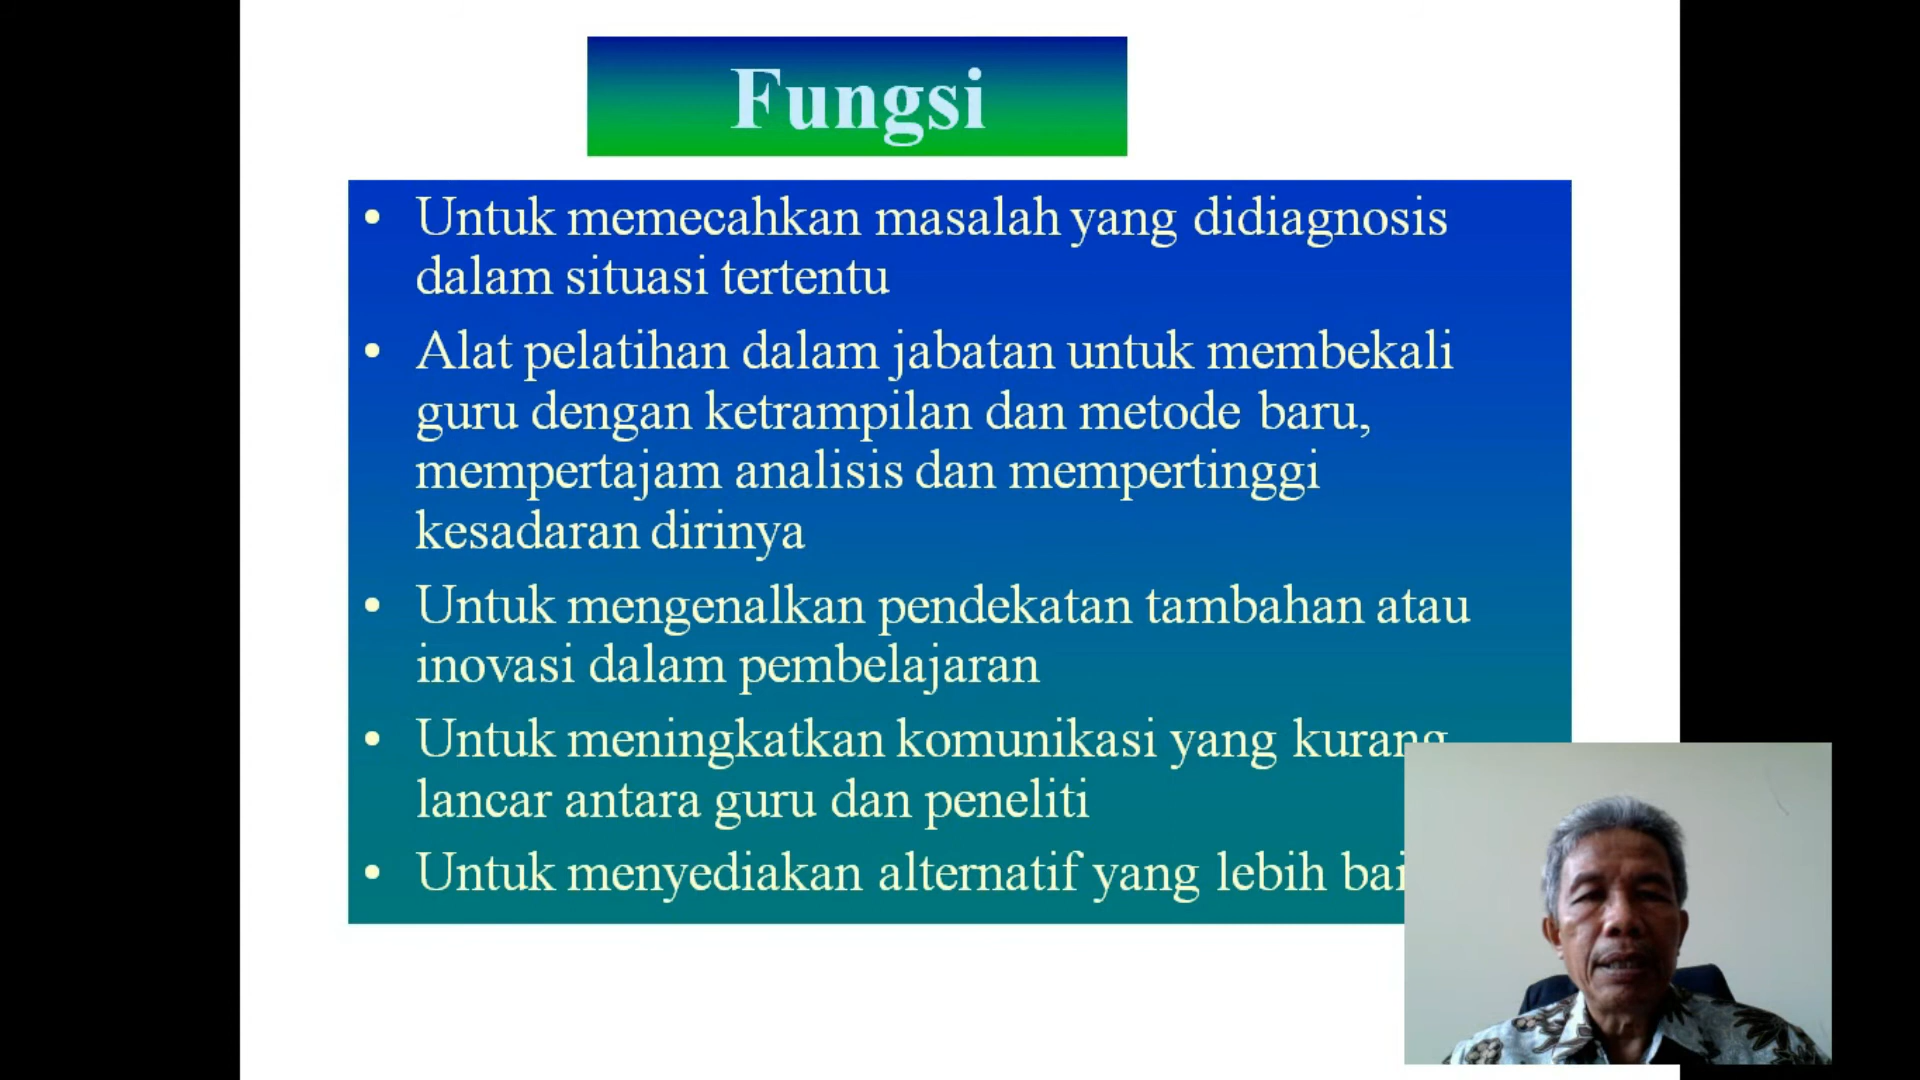 Fungsi
• Untuk memecahkan masalah yang didiagnosis
dalam situasi tertentu
• Alat pelatihan dalam jabatan untuk membekali
guru dengan ketrampilan dan metode baru,
mempertajam analisis dan mempertinggi
kesadaran dirinya
• Untuk mengenalkan pendekatan tambahan atau
inovasi dalam pembelajaran
• Untuk meningkatkan komunikasi yang kurang
lancar antara guru dan peneliti
• Untuk menyediakan alternatif yang lebih